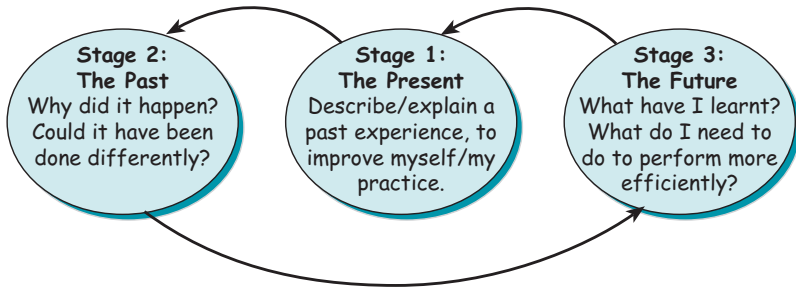 Stage 2:
The Past
Why did it happen?
Could it have been
done differently?
Stage 1:
The Present
Describe/explain a
past experience, to
improve myself/my
practice.
Stage 3:
The Future
What have I learnt?
What do I need to
do to perform more
efficiently?